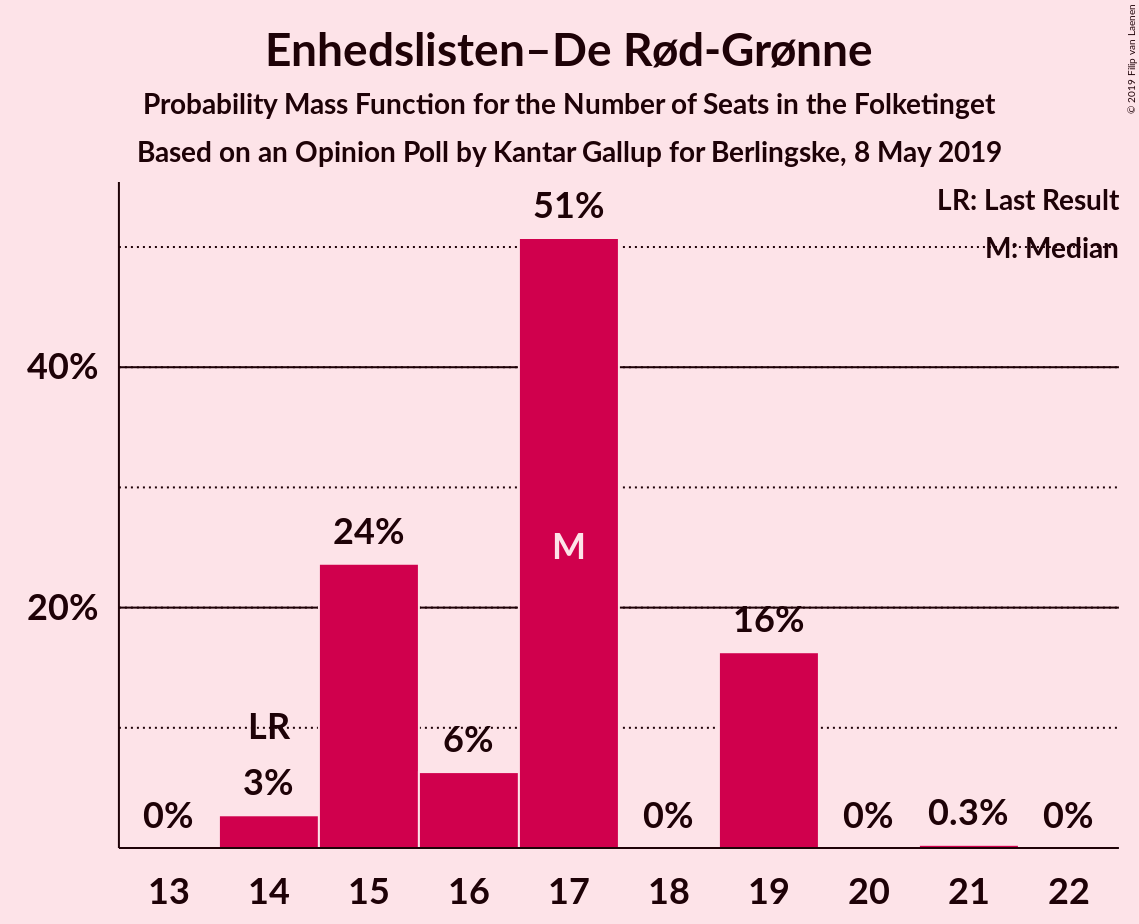 Enhedslisten–De Rød-Grønne
Probability Mass Function for the Number of Seats in the Folketinget
Based on an Opinion Poll by Kantar Gallup for Berlingske, 8 May 2019
© 2019 Filip van Laenen
LR: Last Result
M: Median
51%
40%
24%
M
20%
16%
LR
6%
3%
0%
0%
0%
0.3%
0%
13 14 15 16 17 18 19 20 21 22